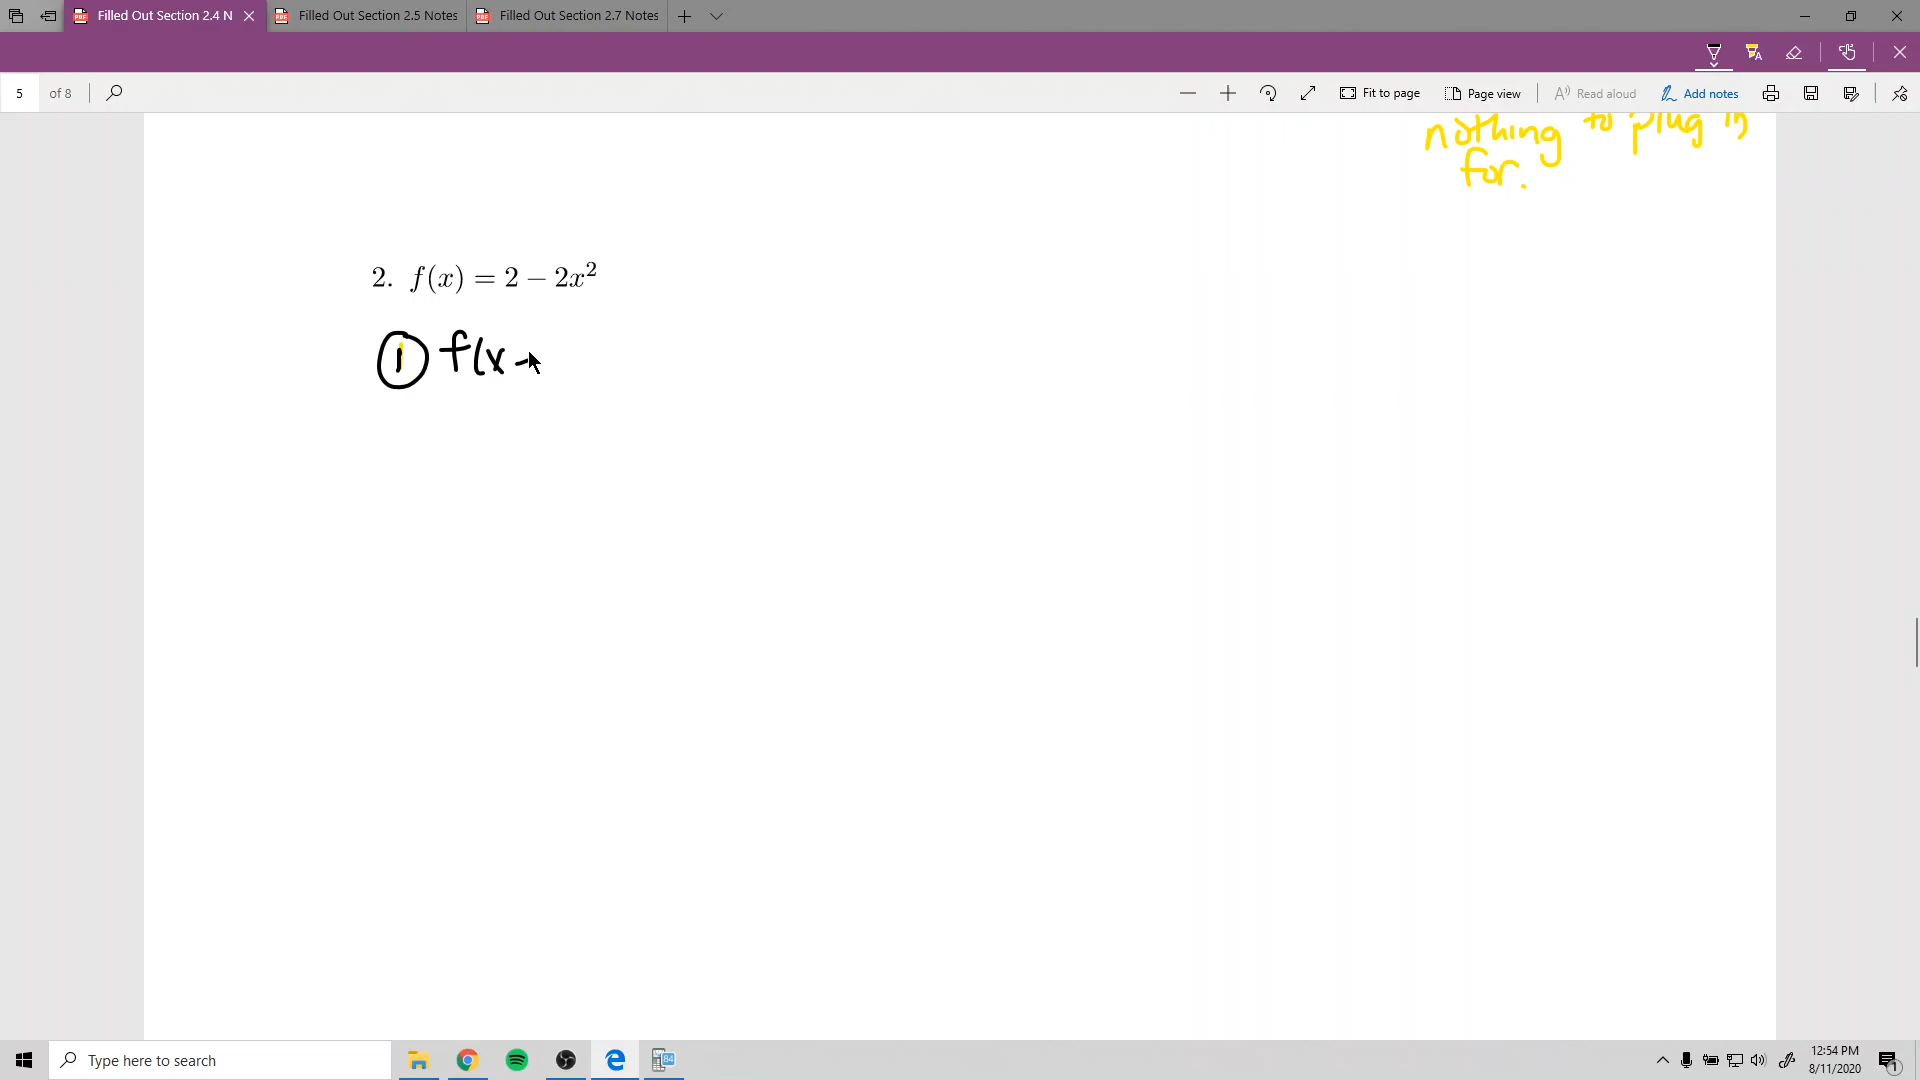 Filled Out Section 2.4 N
Filled Out Section 2.5 Notes
Filled Out Section 2.7 Notes
5 of 8
Fit to page
Page view
Read aloud
Add notes
nothing to plug in
for.
2. f(x) = 2 − 2x²
① f(x -
Type here to search
84
12:54 PM
8/11/2020
1